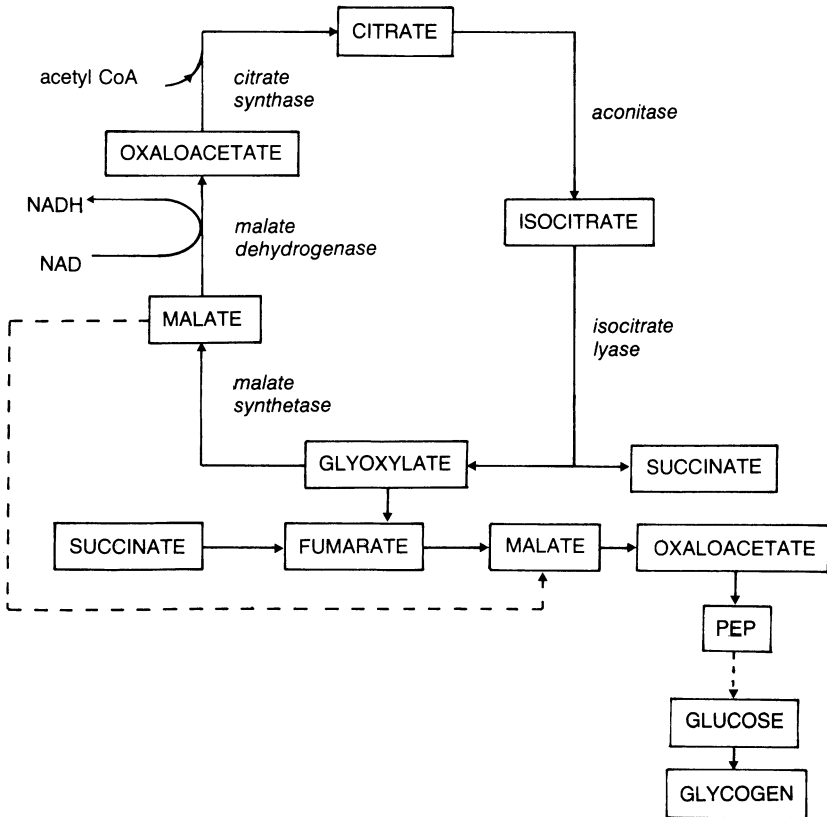 CITRATE
acetyl CoA
citrate
synthase
aconitase
OXALOACETATE
NADH
ISOCITRATE
malate
dehydrogenase
NAD
MALATE
isocitrate
lyase
malate
synthetase
GLYOXYLATE
SUCCINATE
SUCCINATE
FUMARATE
MALATE
OXALOACETATE
PEP
GLUCOSE
GLYCOGEN